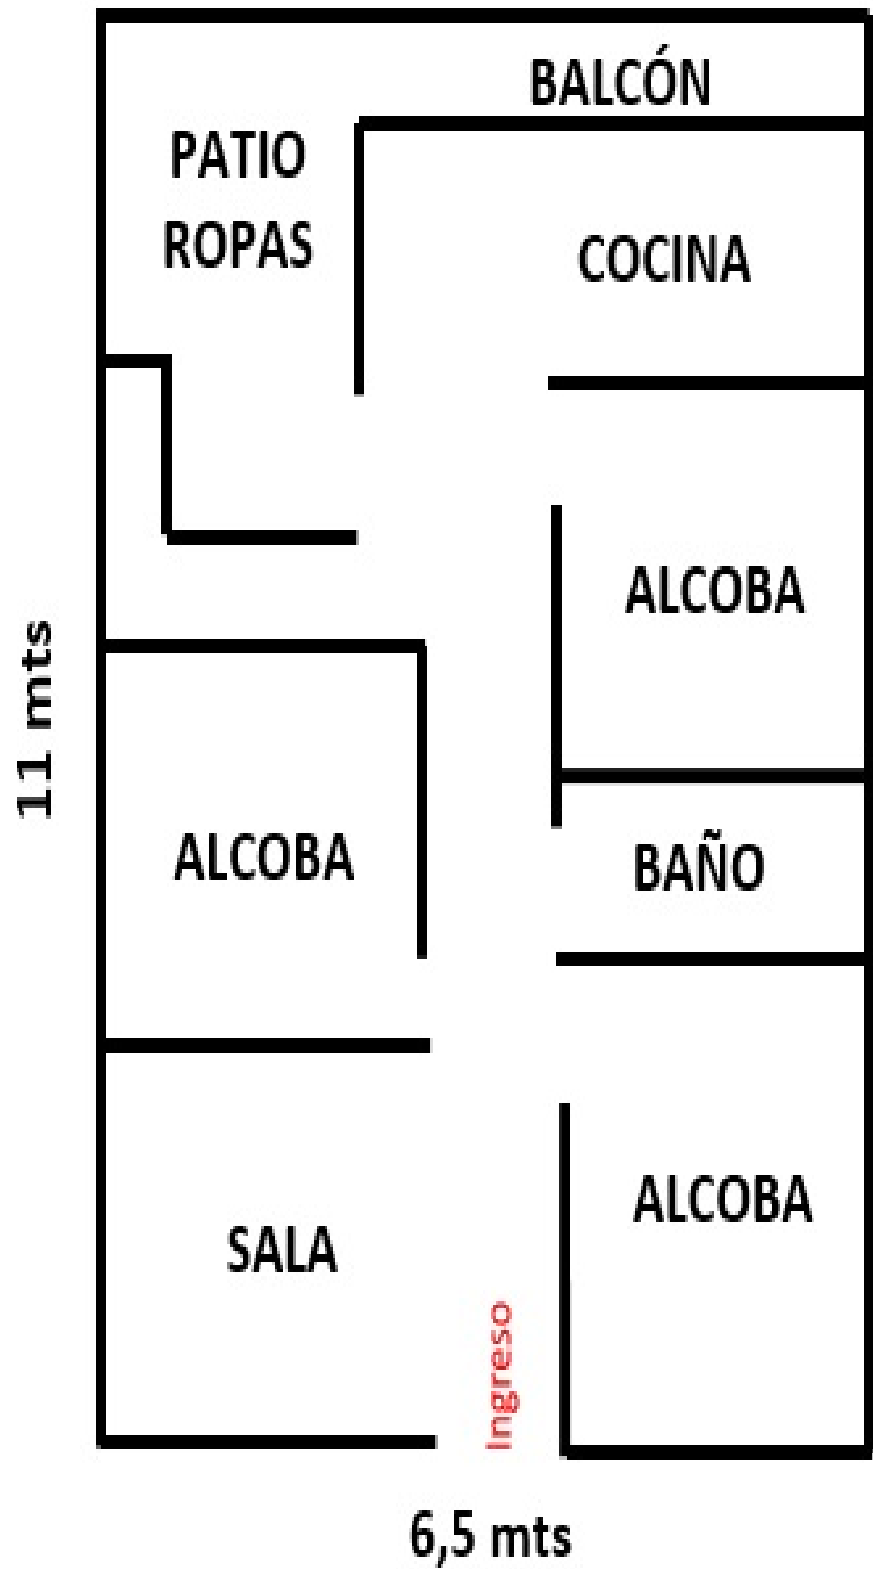 BALCÓN
PATIO
ROPAS
COCINA
ALCOBA
11 mts
ALCOBA
BAÑO
ALCOBA
SALA
Ingreso
6,5 mts